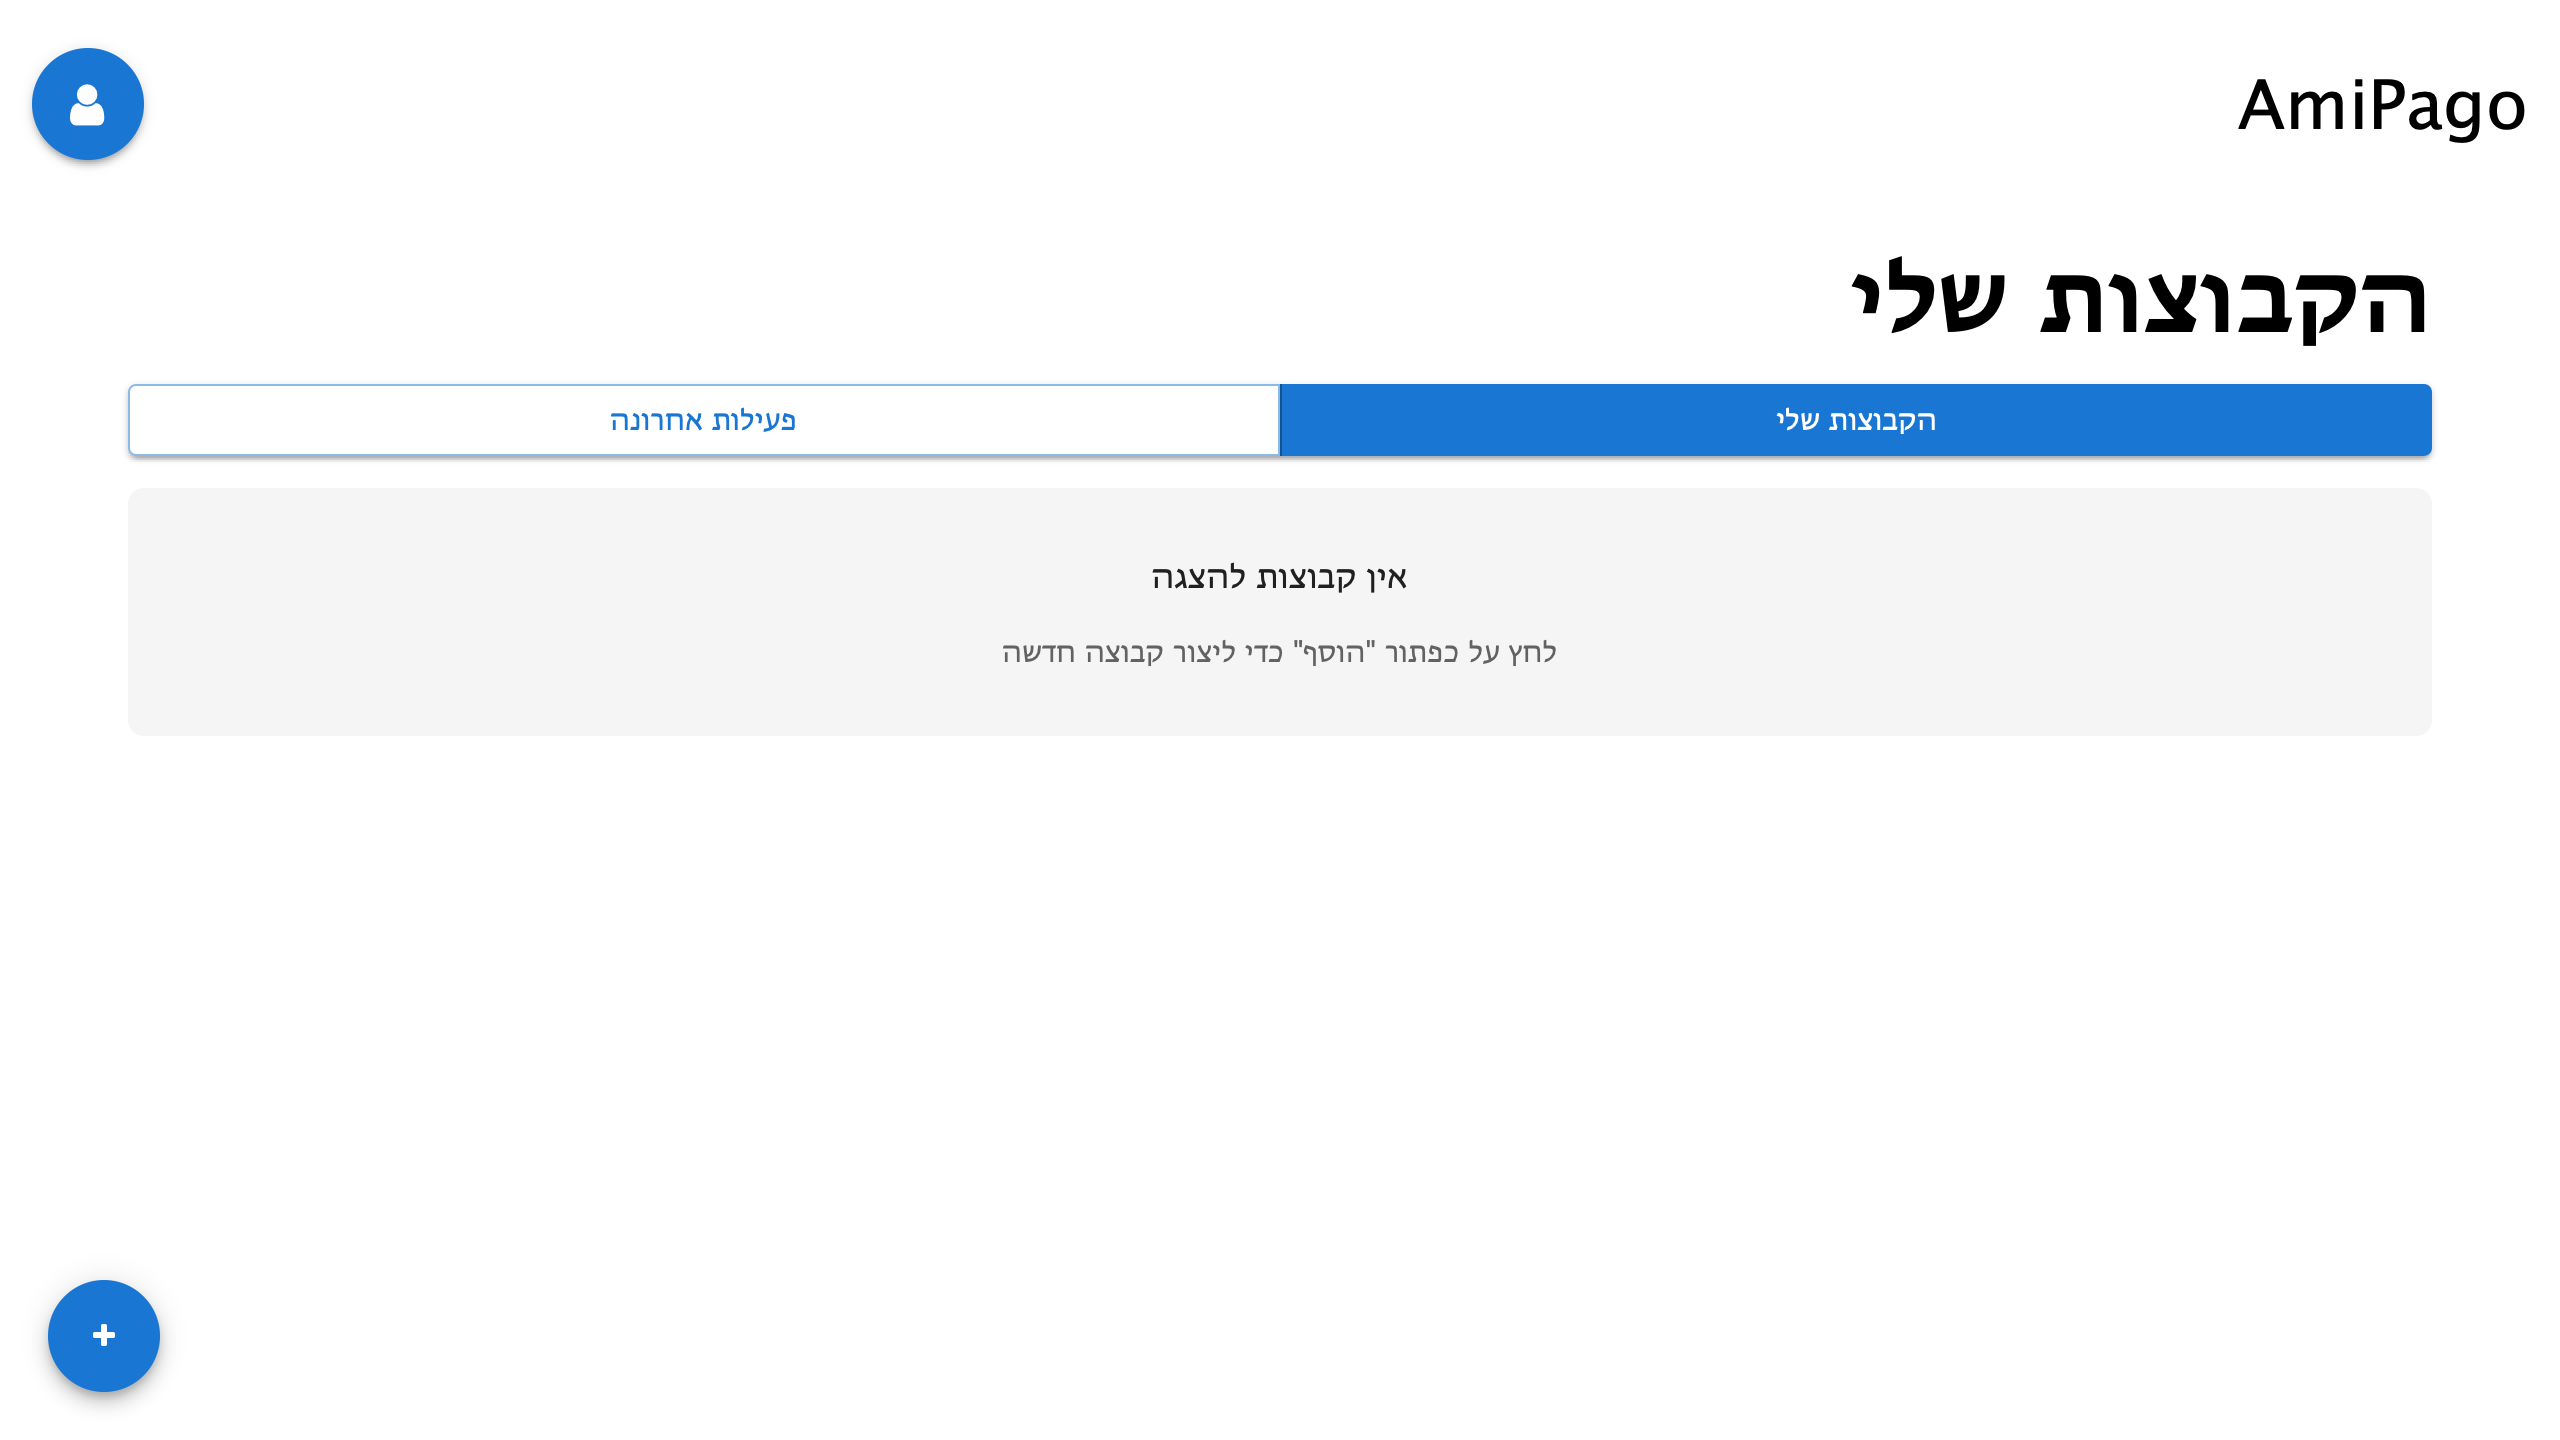 AmiPago
הקבוצות שלי
הקבוצות שלי
פעילות אחרונה
אין קבוצות להצגה
לחץ על כפתור "הוסף" כדי ליצור קבוצה חדשה